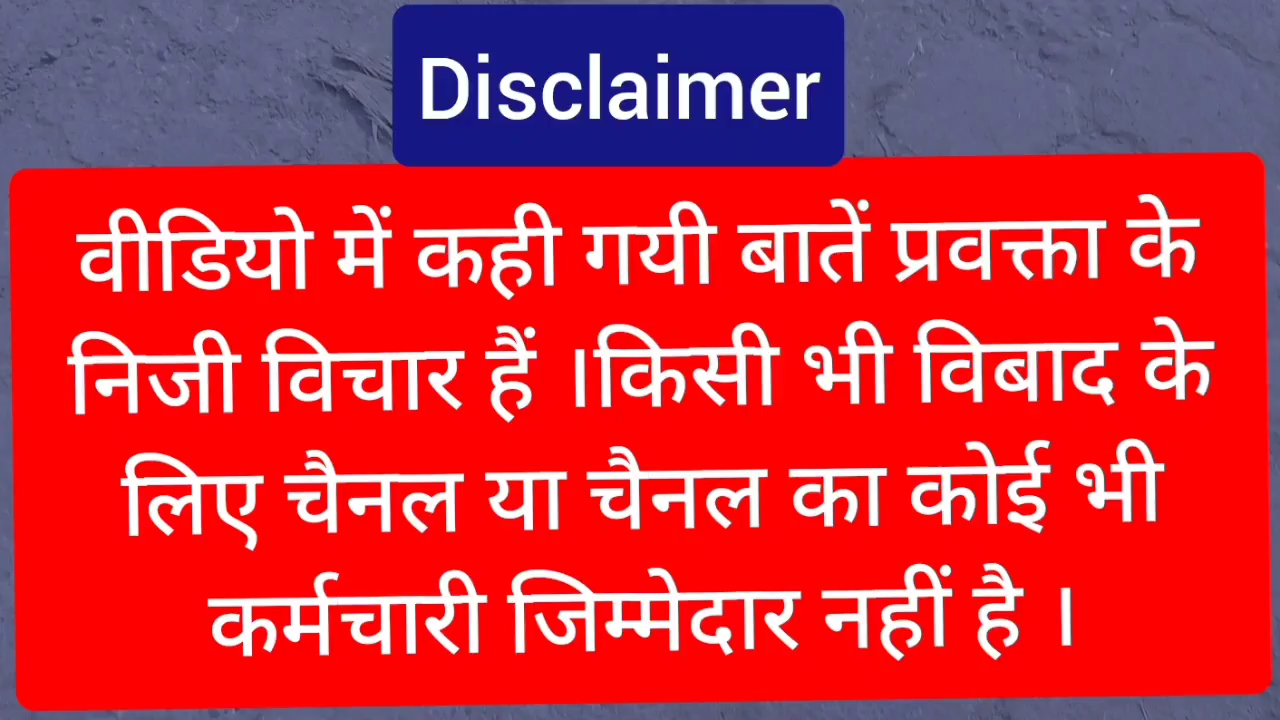 Disclaimer
वीडियो में कही गयी बातें प्रवक्ता के
निजी विचार हैं ।किसी भी विबाद के
लिए चैनल या चैनल का कोई भी
कर्मचारी जिम्मेदार नहीं है ।